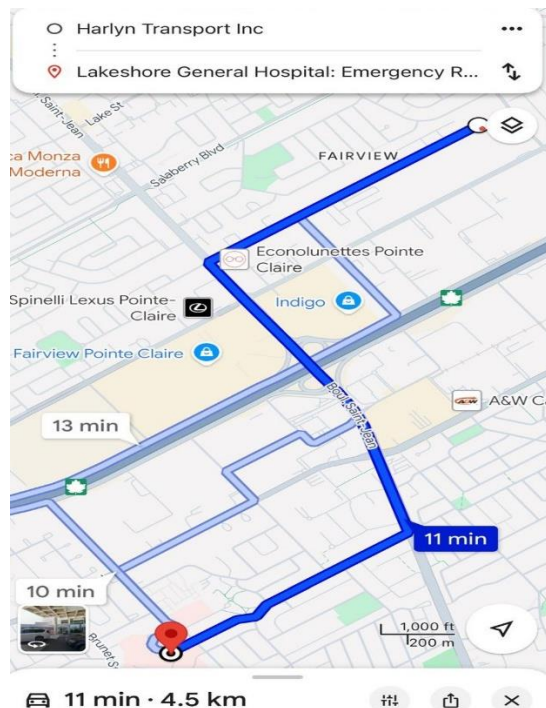 Harlyn Transport Inc
Lakeshore General Hospital: Emergency R...
Saint-Jean
Lake St
Salaberry Blvd
FAIRVIEW
ca Monza
Moderna
Econolunettes Pointe
Claire
Spinelli Lexus Pointe-
Claire
Indigo
Fairview Pointe Claire
Boul. Saint-Jean
A&W
A&W Ca
13 min
11 min
10 min
Brunet S
1,000 ft
200 m
11 min · 4.5 km